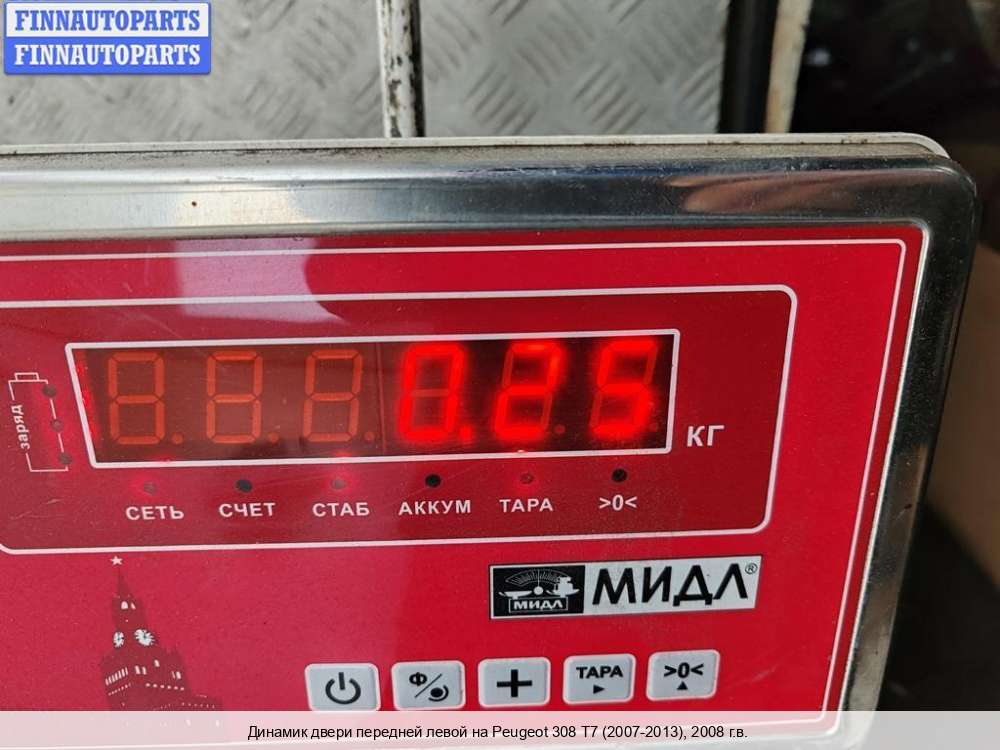 FINNAUTOPARTS
FINNAUTOPARTS
0.25
КГ
заряд
СЕТЬ СЧЕТ СТАБ АККУМ ТАРА >0<
МИДЛ МИДЛ®
Ф ТАРА >0<
Динамик двери передней левой на Peugeot 308 T7 (2007-2013), 2008 г.в.